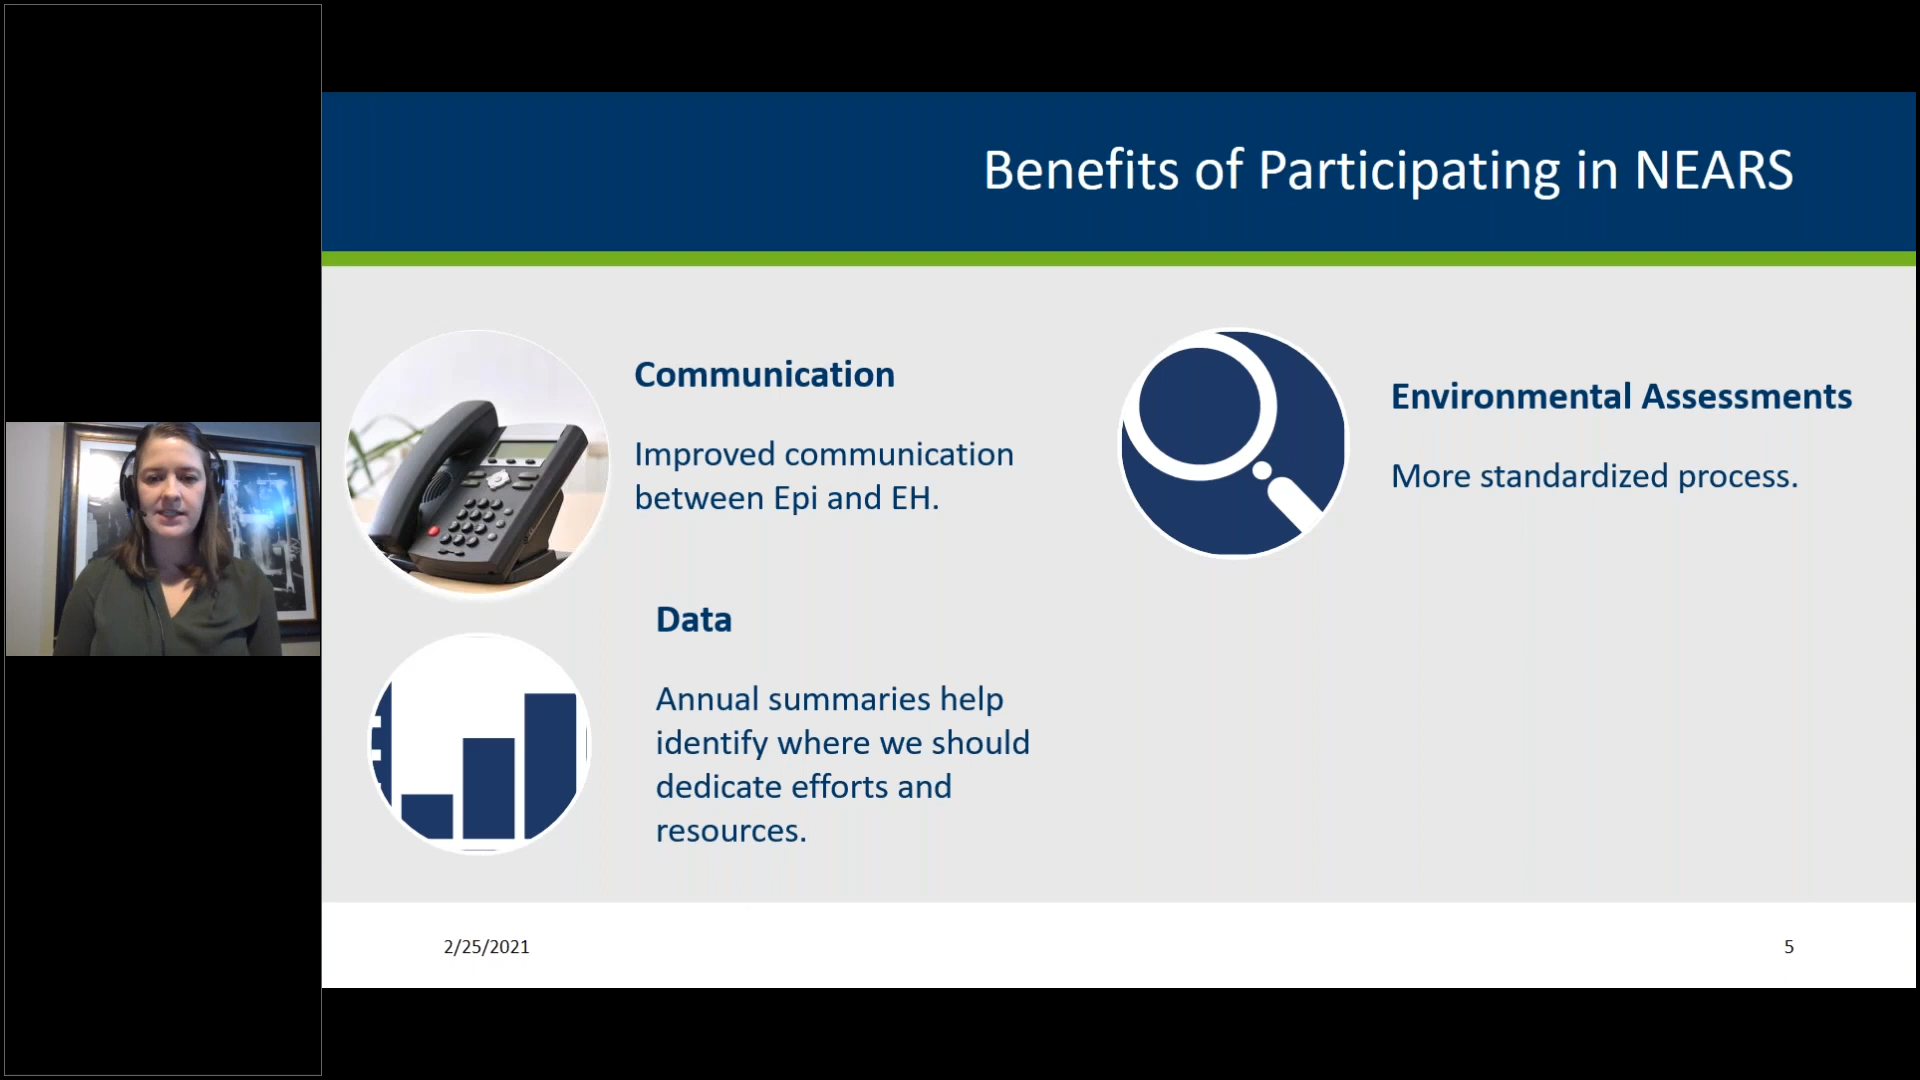 Benefits of Participating in NEARS
Communication
Improved communication
between Epi and EH.
Data
Annual summaries help
identify where we should
dedicate efforts and
resources.
Environmental Assessments
More standardized process.
2/25/2021
5